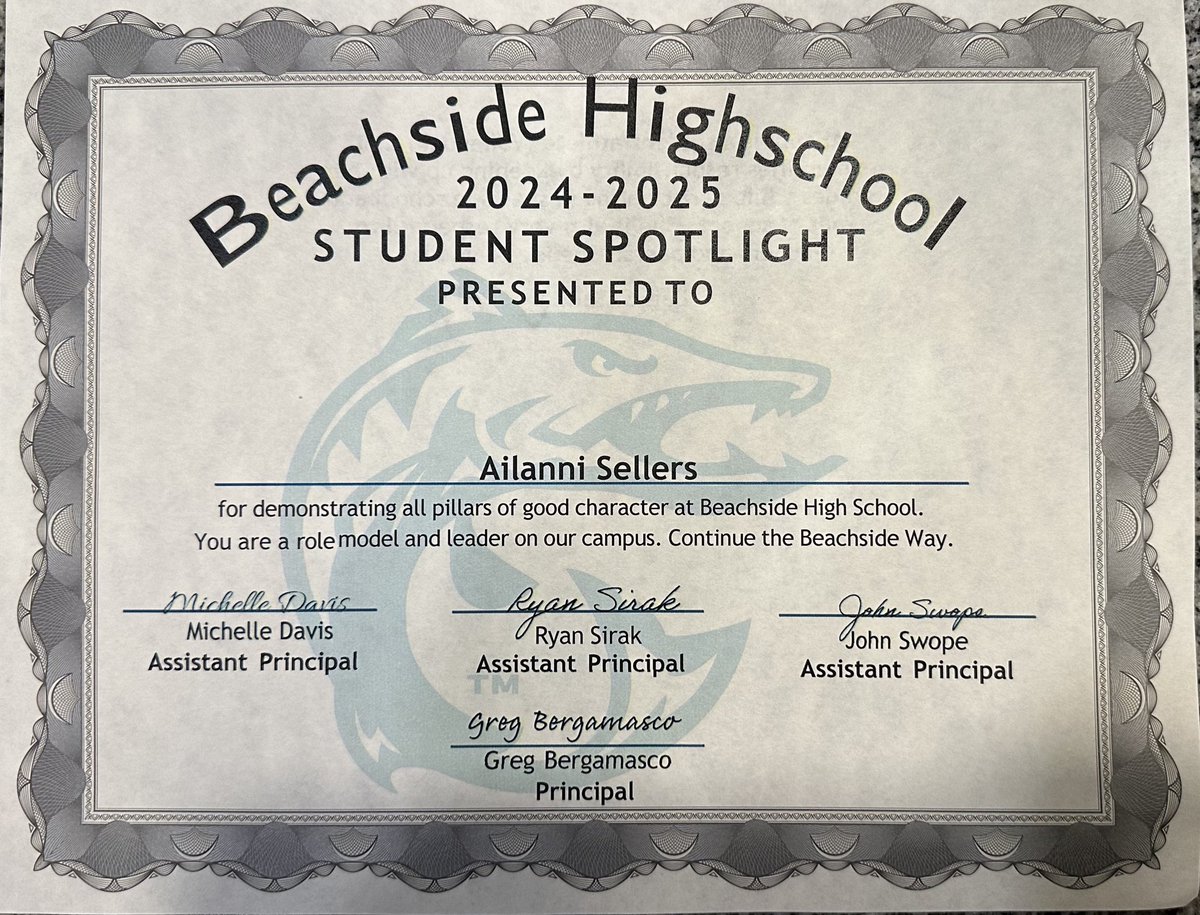 Beachside Highschool
2024-2025
STUDENT SPOTLIGHT
PRESENTED TO
Ailanni Sellers
for demonstrating all pillars of good character at Beachside High School.
You are a role model and leader on our campus. Continue the Beachside Way.
Michelle Davis
Michelle Davis
Assistant Principal
Ryan Sirak
Ryan Sirak
Assistant Principal
John Swope
John Swope
Assistant Principal
TM
Greg Bergamasco
Greg Bergamasco
Principal